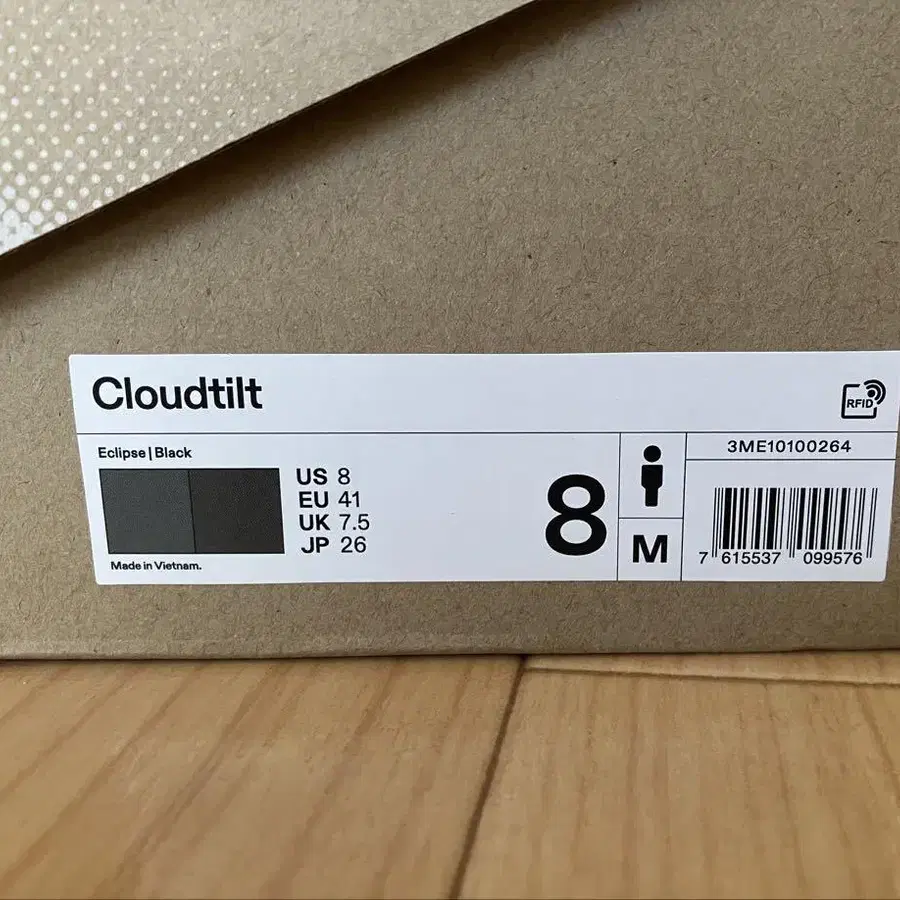 Cloudtilt
RFID
Eclipse | Black
US 8
EU 41
UK 7.5
JP 26
Made in Vietnam.
8
M
3ME10100264
7 615537 099576